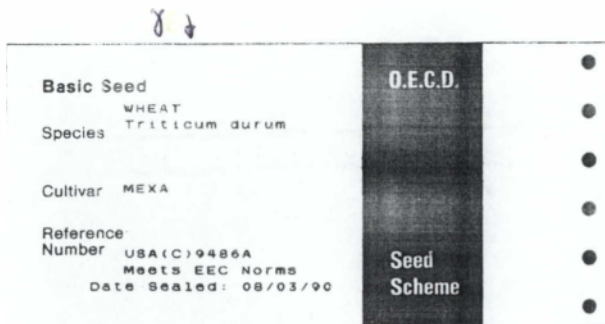 Basic Seed
Species WHEAT
Triticum durum
Cultivar MEXA
Reference
Number USA(C)9486A
Meets EEC Norms
Date Sealed: 08/03/90
O.E.C.D.
Seed
Scheme